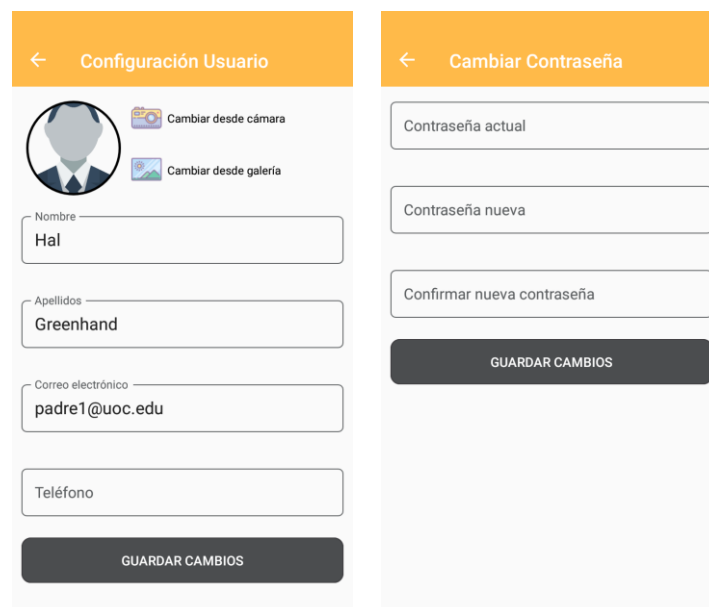 Configuración Usuario
Cambiar desde cámara
Cambiar desde galería
Nombre
Hal
Apellidos
Greenhand
Correo electrónico
padre1@uoc.edu
Teléfono
GUARDAR CAMBIOS
Cambiar Contraseña
Contraseña actual
Contraseña nueva
Confirmar nueva contraseña
GUARDAR CAMBIOS